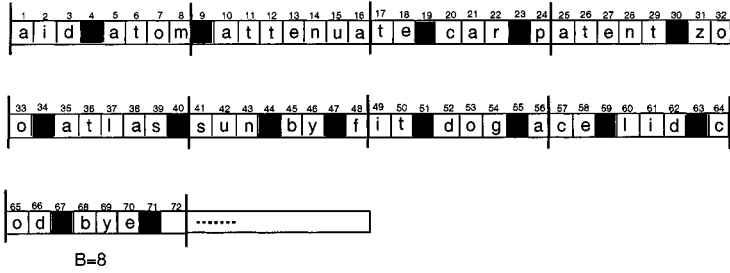 1 2 3 4 5 6 7 8 9 10 11 12 13 14 15 16 17 18 19 20 21 22 23 24 25 26 27 28 29 30 31 32
a i d a t o m a t t e n u a t e c a r p a t e n t z o
33 34 35 36 37 38 39 40 41 42 43 44 45 46 47 48 49 50 51 52 53 54 55 56 57 58 59 60 61 62 63 64
o a t l a s s u n b y f i t d o g a c e l i d c
65 66 67 68 69 70 71 72
o d b y e .......
B=8